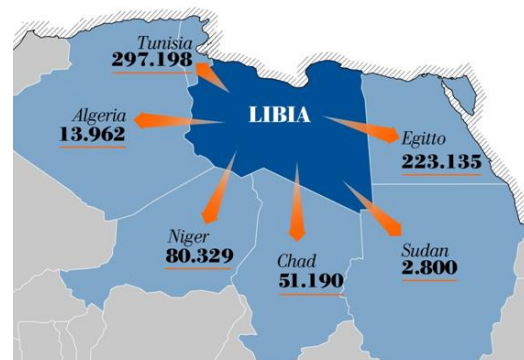 Tunisia
297.198
Algeria
13.962
LIBIA
Egitto
223.135
Niger
80.329
Chad
51.190
Sudan
2.800